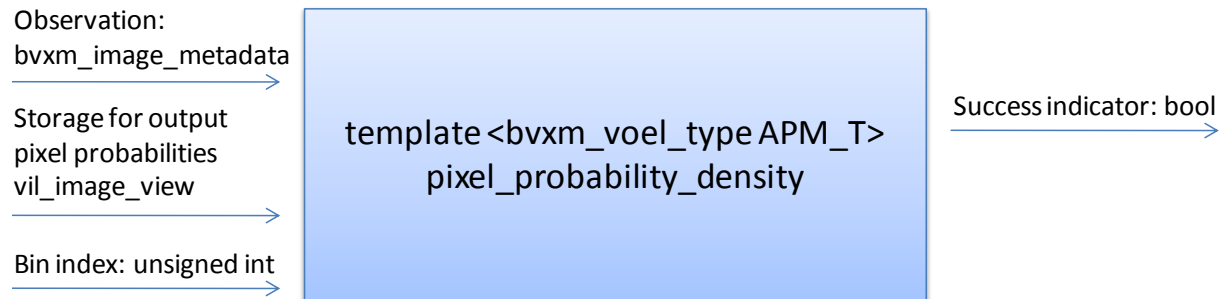 Observation:
bvxm_image_metadata
Storage for output
pixel probabilities
vil_image_view
Bin index: unsigned int
template <bvxm_voel_type APM_T>
pixel_probability_density
Success indicator: bool